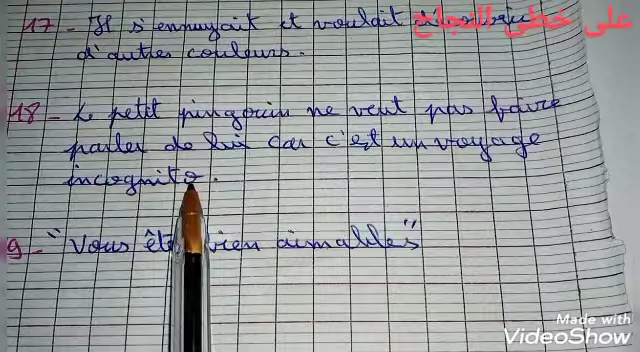 على خطى النجاح
17 - Il s'ennuyait et voulait
d'autres couleurs.
18 - Le petit pingouin ne veut pas faire
parler de lui car c'est un voyage
incognito.
9 - "Vous êtes bien aimables"
Made with
VideoShow